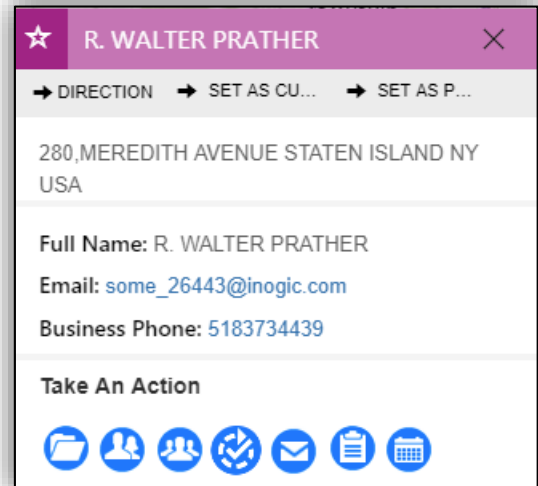 R. WALTER PRATHER
DIRECTION SET AS CU... SET AS P...
280,MEREDITH AVENUE STATEN ISLAND NY
USA
Full Name: R. WALTER PRATHER
Email: some_26443@inogic.com
Business Phone: 5183734439
Take An Action